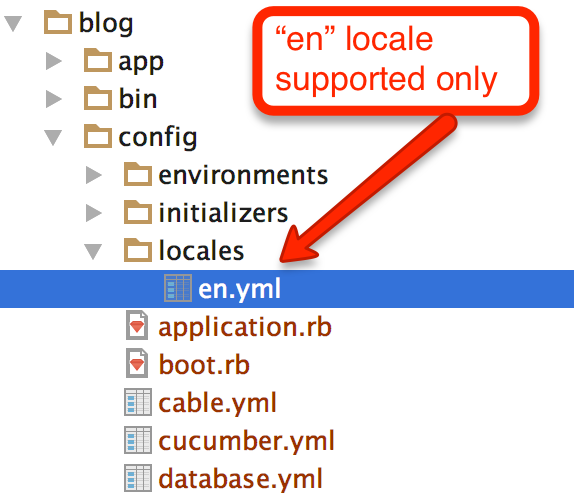 blog
“en” locale
supported only
app
bin
config
environments
initializers
locales
en.yml
application.rb
boot.rb
cable.yml
cucumber.yml
database.yml